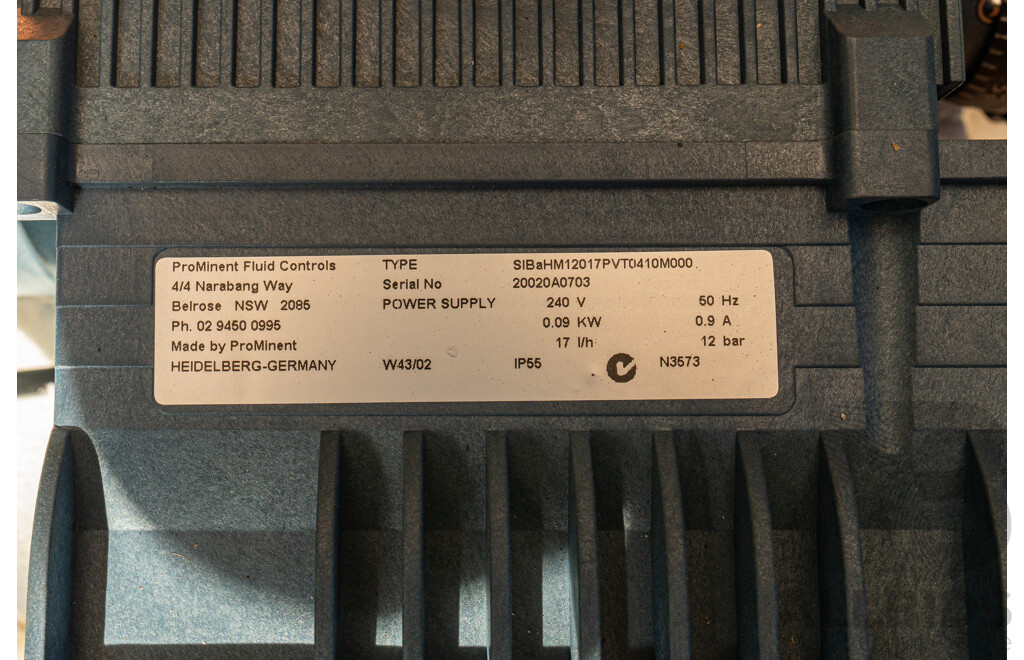 ProMinent Fluid Controls TYPE SIBaHM12017PVT0410M000
4/4 Narabang Way Serial No 20020A0703
Belrose NSW 2085 POWER SUPPLY 240 V 50 Hz
Ph. 02 9450 0995 0.09 KW 0.9 A
Made by ProMinent 17 l/h 12 bar
HEIDELBERG-GERMANY W43/02 IP55 N3573